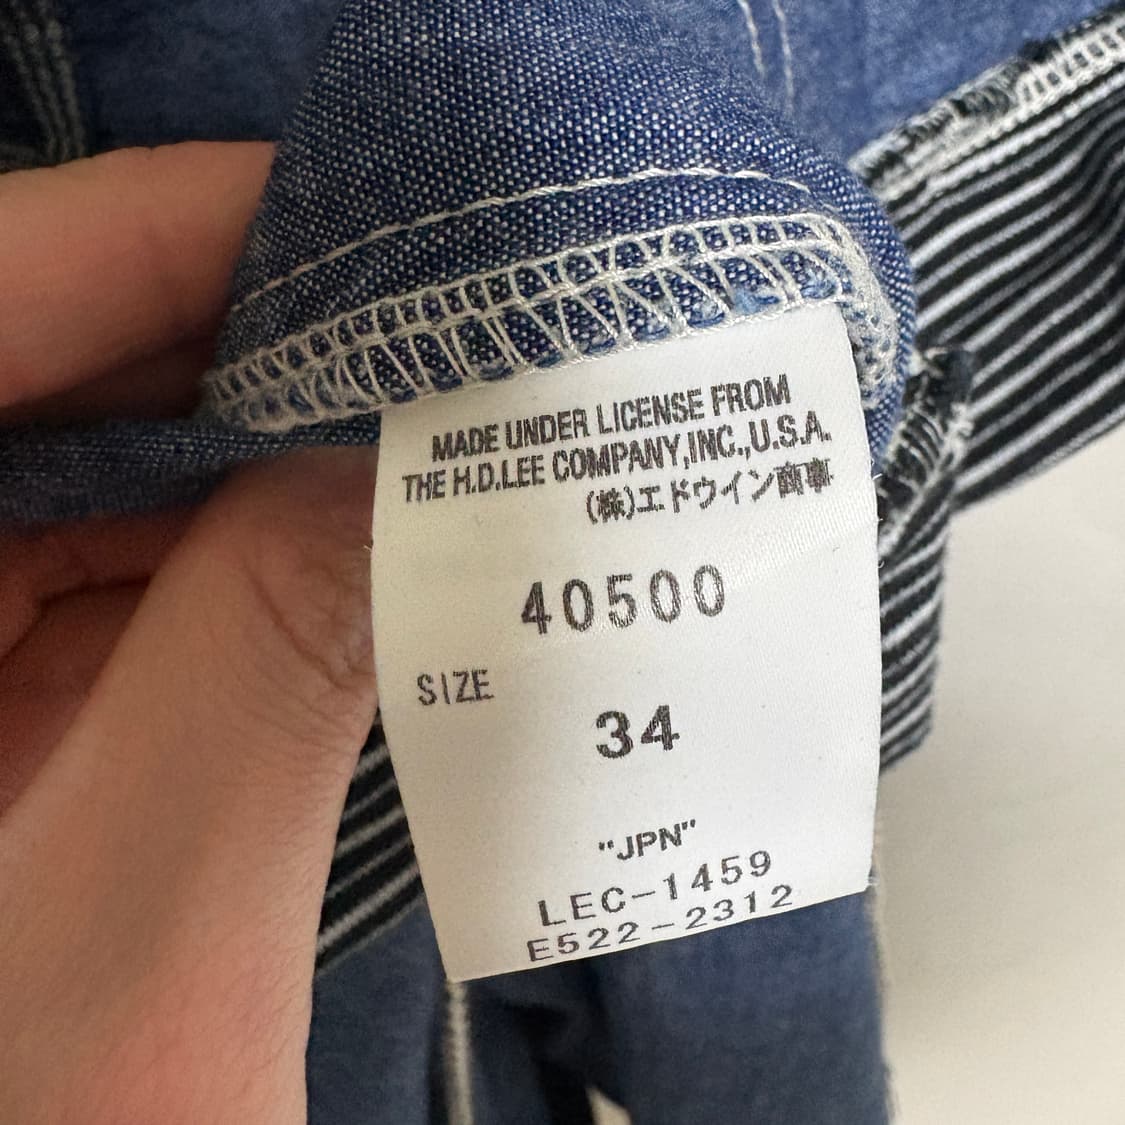 MADE UNDER LICENSE FROM
THE H.D.LEE COMPANY,INC.,U.S.A.
(株)エドウイン商事
40500
SIZE
34
"JPN"
LEC-1459
E522-2312